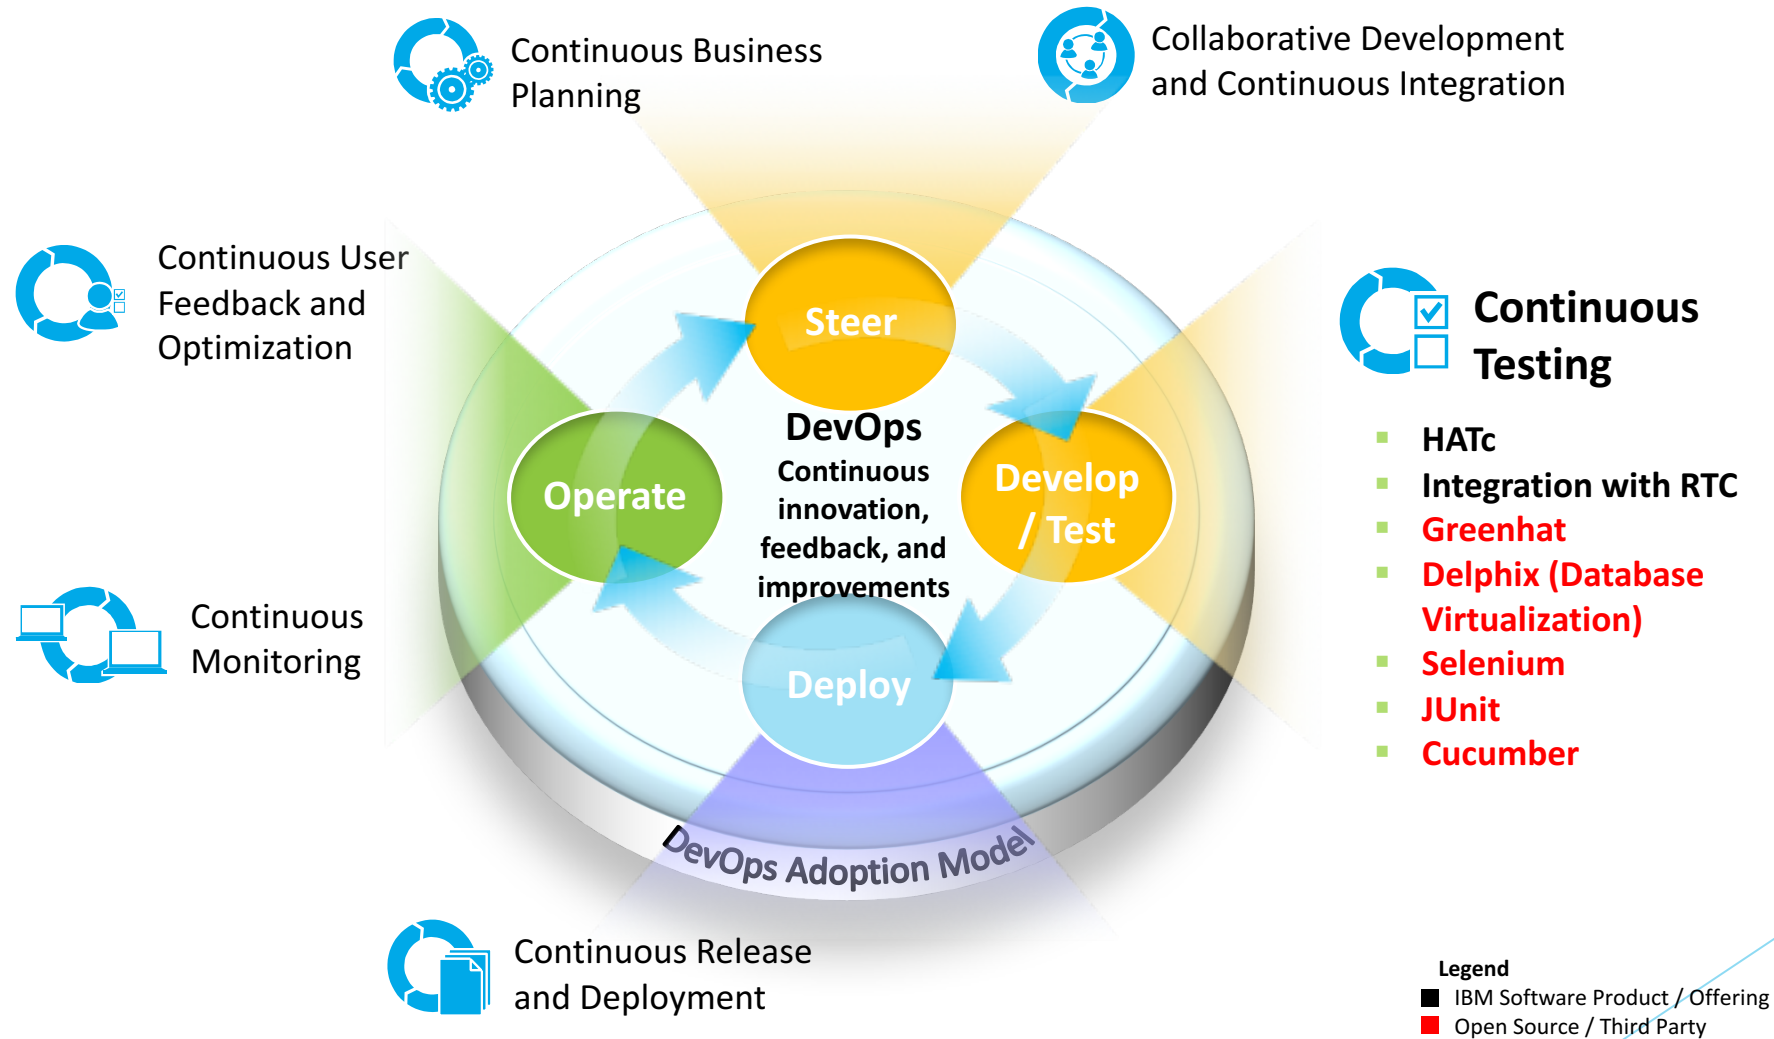 Continuous Business
Planning
Collaborative Development
and Continuous Integration
Continuous User
Feedback and
Optimization
Continuous
Monitoring
Steer
Operate
Develop
/ Test
Deploy
DevOps
Continuous
innovation,
feedback, and
improvements
DevOps Adoption Model
Continuous
Testing
HATc
Integration with RTC
Greenhat
Delphix (Database
Virtualization)
Selenium
JUnit
Cucumber
Continuous Release
and Deployment
Legend
IBM Software Product / Offering
Open Source / Third Party